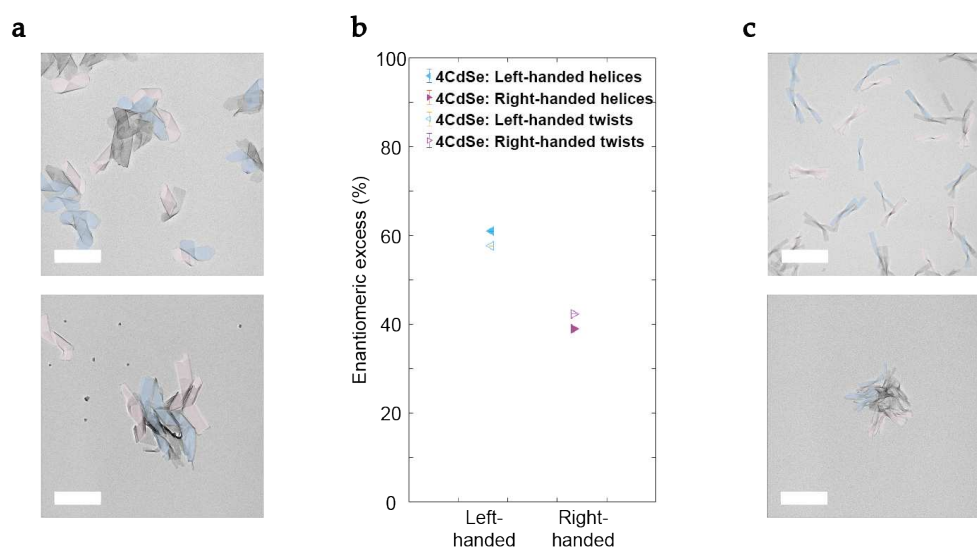 a
b
c
100
4CdSe: Left-handed helices
4CdSe: Right-handed helices
4CdSe: Left-handed twists
4CdSe: Right-handed twists
80
60
40
20
0
Enantiomeric excess (%)
Left-
handed
Right-
handed